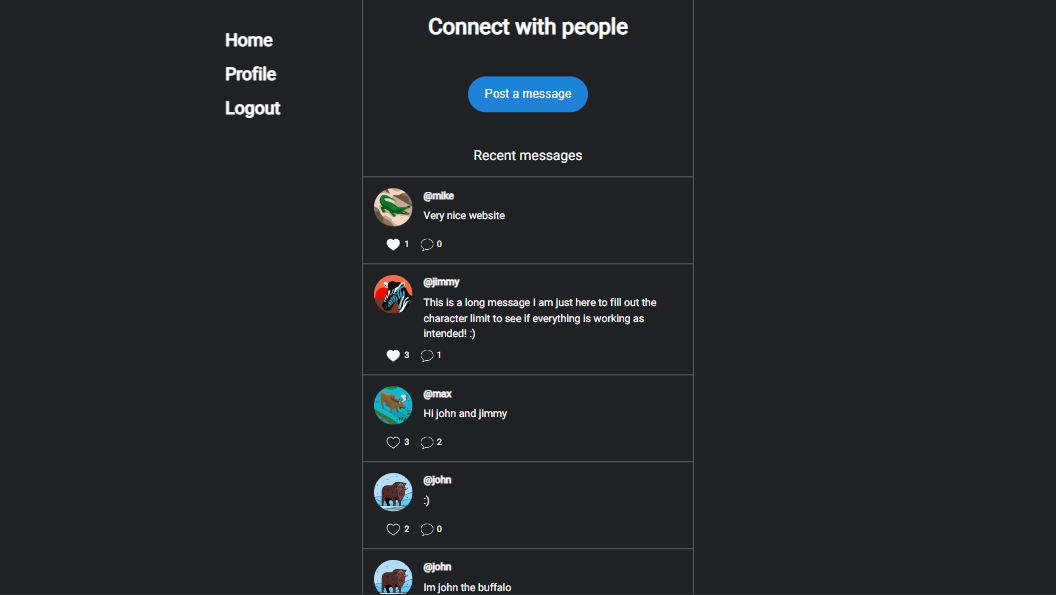 Home
Profile
Logout
Connect with people
Post a message
Recent messages
@mike
Very nice website
1 0
@jimmy
This is a long message I am just here to fill out the
character limit to see if everything is working as
intended! :)
3 1
@max
Hi john and jimmy
3 2
@john
:)
2 0
@john
Im john the buffalo